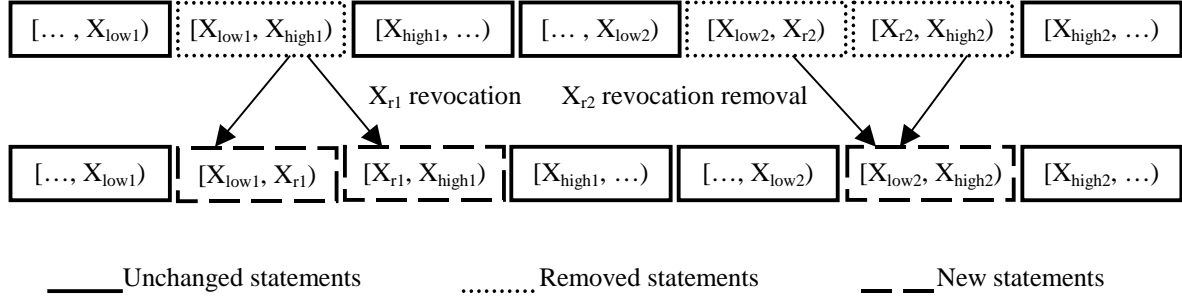 [… , Xlow1) [Xlow1, Xhigh1) [Xhigh1, …) [… , Xlow2) [Xlow2, Xr2) [Xr2, Xhigh2) [Xhigh2, …)
Xr1 revocation Xr2 revocation removal
[…, Xlow1) [Xlow1, Xr1) [Xr1, Xhigh1) [Xhigh1, …) […, Xlow2) [Xlow2, Xhigh2) [Xhigh2, …)
Unchanged statements Removed statements New statements